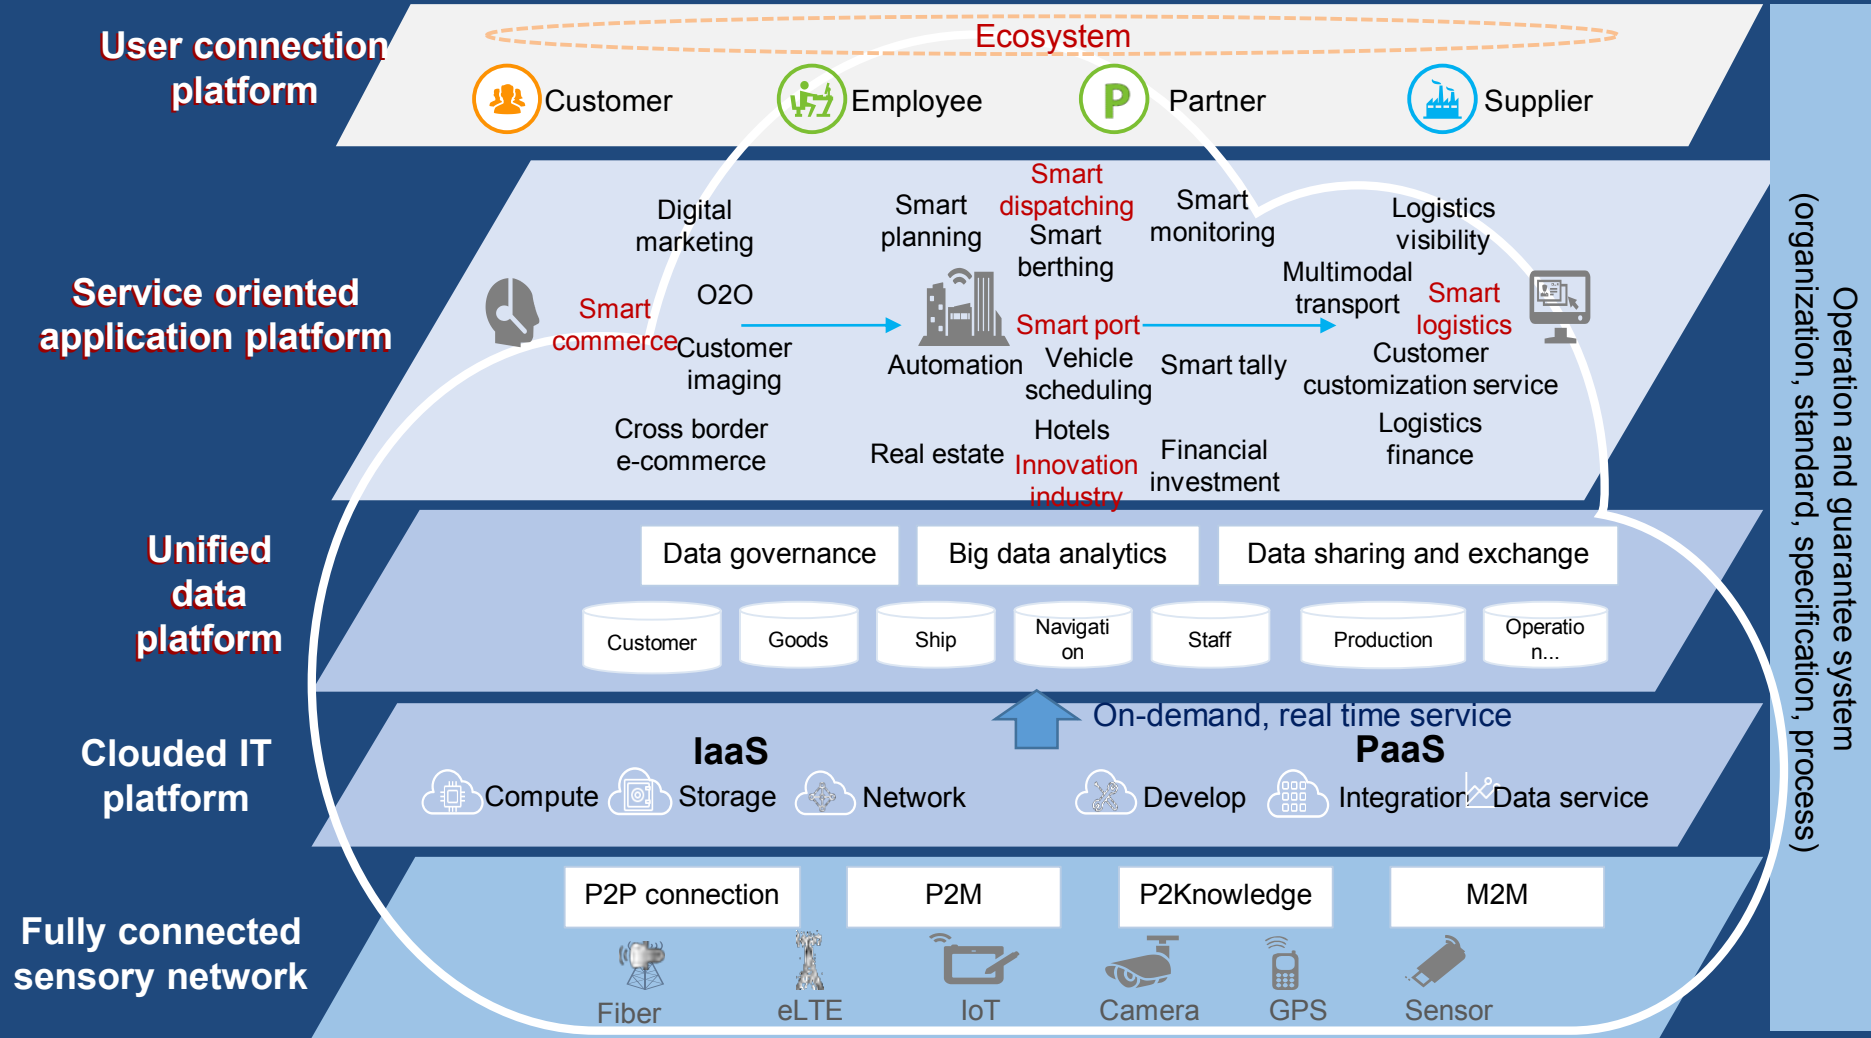 User connection
platform
Ecosystem
Customer
Employee
P
Partner
Supplier
Service oriented
application platform
Smart
commerce
Digital
marketing
O2O
Customer
imaging
Cross border
e-commerce
Smart
planning
Smart
dispatching
Smart
berthing
Smart
monitoring
Automation
Smart port
Vehicle
scheduling
Smart tally
Real estate
Hotels
Innovation
industry
Financial
investment
Logistics
visibility
Multimodal
transport
Smart
logistics
Customer
customization service
Logistics
finance
Unified
data
platform
Data governance
Big data analytics
Data sharing and exchange
Customer
Goods
Ship
Navigati
on
Staff
Production
Operatio
n...
On-demand, real time service
Clouded IT
platform
IaaS
PaaS
Compute
Storage
Network
Develop
Integration
Data service
Fully connected
sensory network
P2P connection
P2M
P2Knowledge
M2M
Fiber
eLTE
IoT
Camera
GPS
Sensor
Operation and guarantee system
(organization, standard, specification, process)